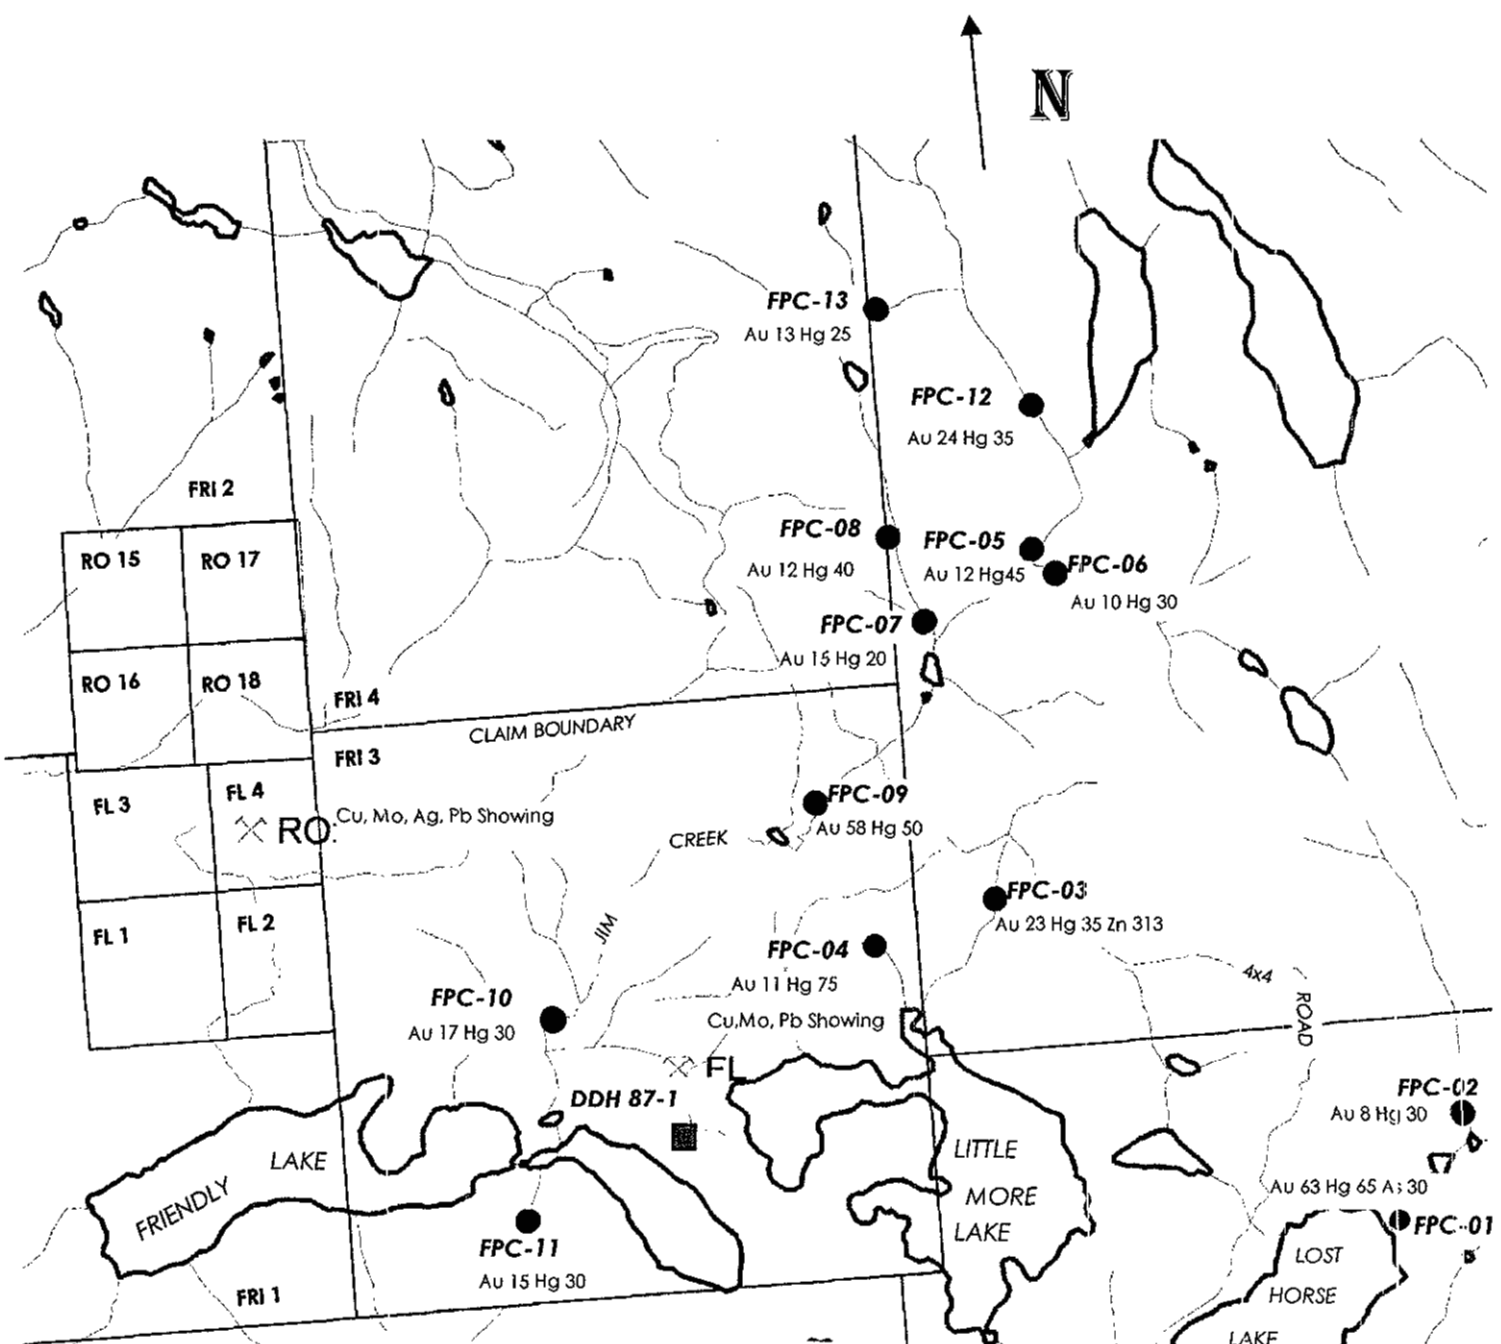 N
FPC-13
Au 13 Hg 25
FPC-12
Au 24 Hg 35
FRI 2
FPC-08
Au 12 Hg 40
FPC-05
Au 12 Hg45
FPC-06
Au 10 Hg 30
RO 15
RO 17
FPC-07
Au 15 Hg 20
RO 16
RO 18
FRI 4
CLAIM BOUNDARY
FRI 3
FL 3
FL 4
RO:
Cu, Mo, Ag, Pb Showing
FPC-09
Au 58 Hg 50
CREEK
JIM
FPC-03
Au 23 Hg 35 Zn 313
FL 1
FL 2
FPC-04
Au 11 Hg 75
4x4
ROAD
FPC-10
Au 17 Hg 30
Cu,Mo, Pb Showing
FL
DDH 87-1
FPC-02
Au 8 Hg 30
FRIENDLY
LAKE
LITTLE
MORE
LAKE
Au 63 Hg 65 As 30
FPC-01
FPC-11
Au 15 Hg 30
FRI 1
LOST
HORSE
LAKE